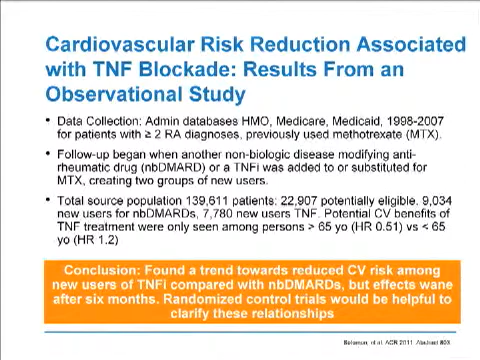 Cardiovascular Risk Reduction Associated
with TNF Blockade: Results From an
Observational Study
• Data Collection: Admin databases HMO, Medicare, Medicaid, 1998-2007
for patients with ≥ 2 RA diagnoses, previously used methotrexate (MTX).
• Follow-up began when another non-biologic disease modifying anti-
rheumatic drug (nbDMARD) or a TNFi was added to or substituted for
MTX, creating two groups of new users.
• Total source population 139,611 patients: 22,907 potentially eligible. 9,034
new users for nbDMARDs, 7,780 new users TNF. Potential CV benefits of
TNF treatment were only seen among persons > 65 yo (HR 0.51) vs < 65
yo (HR 1.2)
Conclusion: Found a trend towards reduced CV risk among
new users of TNFi compared with nbDMARDs, but effects wane
after six months. Randomized control trials would be helpful to
clarify these relationships
Solomon, et al. ACR 2011. Abstract 803.